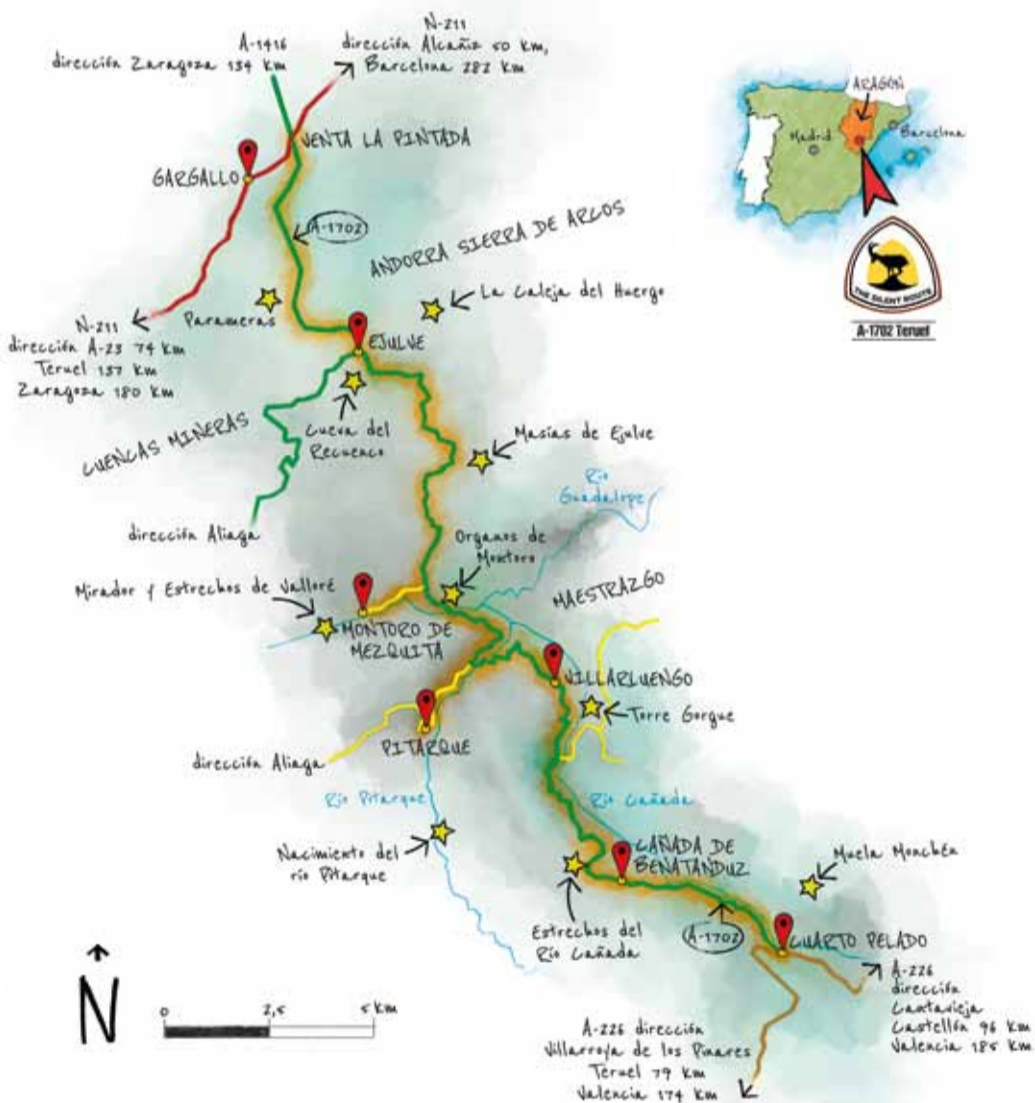 N-211
dirección Alcañiz 50 km,
Barcelona 282 km
A-1416
dirección Zaragoza 134 km
VENTA LA PINTADA
GARGALLO
A-1702
ANDORRA SIERRA DE ARCOS
La Caleja del Huergo
Parameras
N-211
dirección A-23 74 km
Teruel 137 km
Zaragoza 180 km
EJULVE
CUENCAS MINERAS
Cueva del
Recuenco
Masías de Ejulve
Río
Guadalope
dirección Aliaga
Organos de
Montoro
Mirador y Estrechos de Valloré
MAESTRAZGO
MONTORO DE
MEZQUITA
VILLARLUENGO
Torre Gorgue
PITARQUE
dirección Aliaga
Río Pitarque
Río Cañada
Nacimiento del
río Pitarque
CAÑADA DE
BENATANDUZ
Muela Monchén
Estrechos del
Río Cañada
A-1702
CUARTO PELADO
A-226
dirección
Cantavieja
Castellón 96 km
Valencia 185 km
A-226 dirección
Villarroya de los Pinares
Teruel 79 km
Valencia 174 km
N
0 2,5 5 km
ARAGÓN
Madrid
Barcelona
THE SILENT ROUTE
A-1702 Teruel